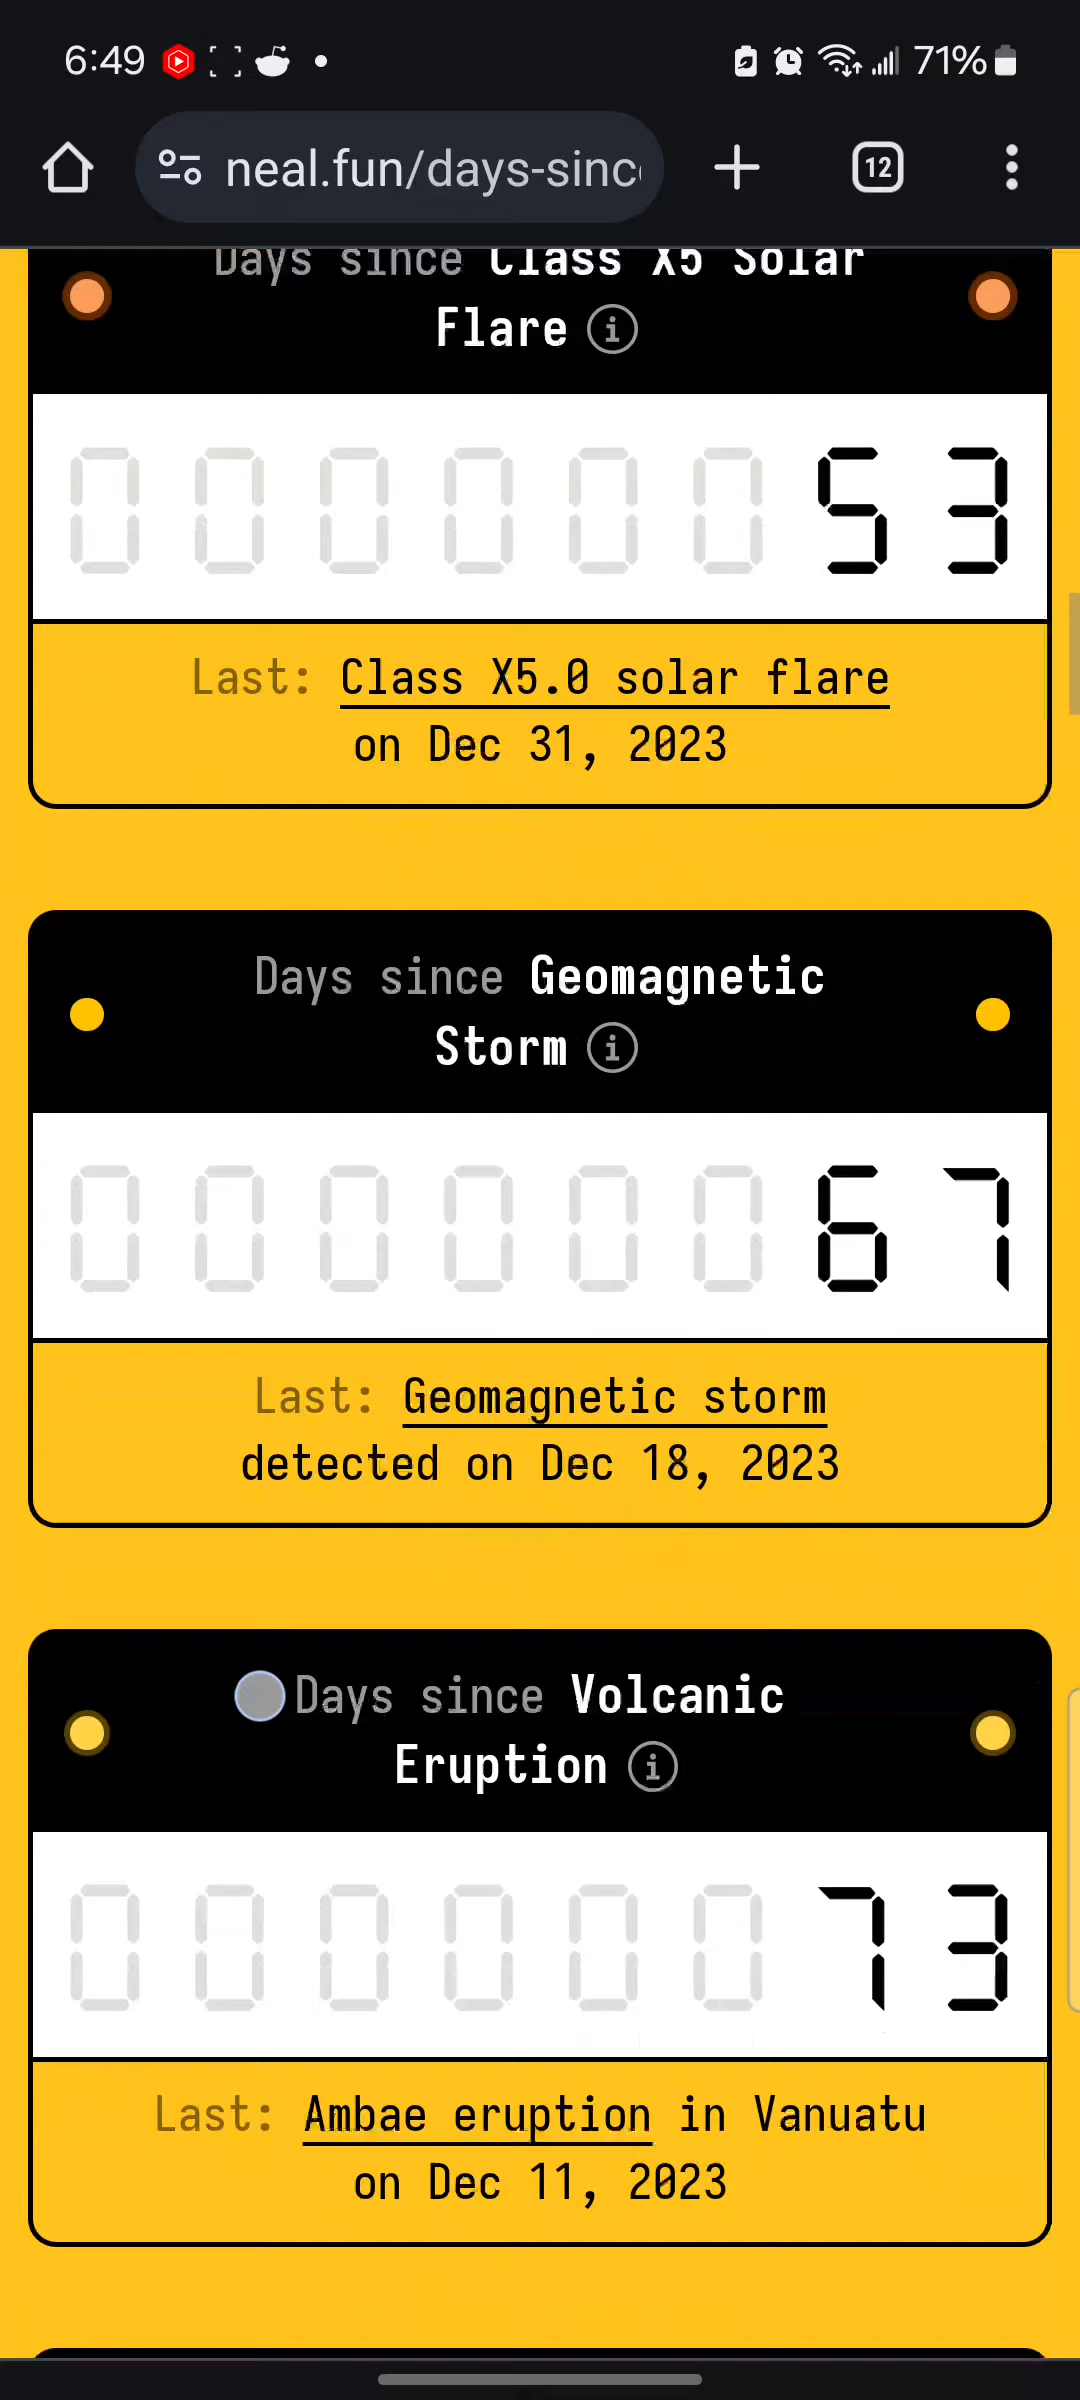 6:49
71%
neal.fun/days-sinc
12
Days since Class X5 Solar
Flare i
00000053
Last: Class X5.0 solar flare
on Dec 31, 2023
Days since Geomagnetic
Storm i
00000067
Last: Geomagnetic storm
detected on Dec 18, 2023
Days since Volcanic
Eruption i
00000073
Last: Ambae eruption in Vanuatu
on Dec 11, 2023